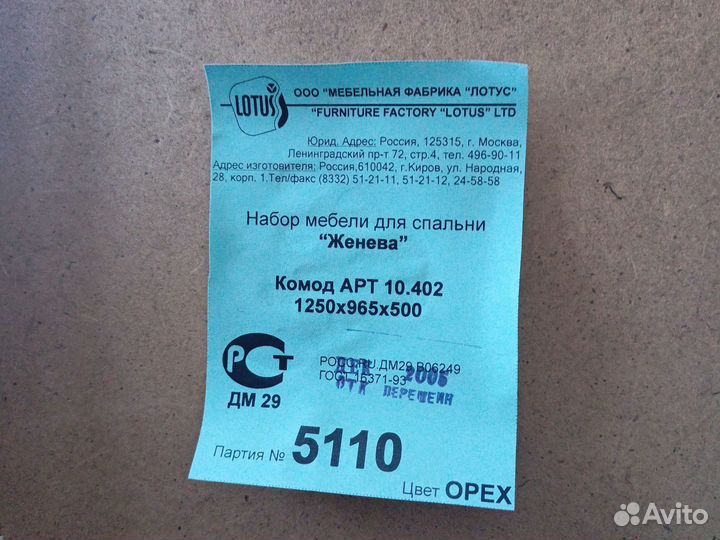 LOTUS
ООО "МЕБЕЛЬНАЯ ФАБРИКА "ЛОТУС"
"FURNITURE FACTORY "LOTUS" LTD
Юрид. Адрес: Россия, 125315, г. Москва,
Ленинградский пр-т 72, стр.4, тел. 496-90-11
Адрес изготовителя: Россия,610042, г.Киров, ул. Народная,
28, корп. 1.Тел/факс (8332) 51-21-11, 51-21-12, 24-58-58
Набор мебели для спальни
"Женева"
Комод АРТ 10.402
1250х965х500
РСТ
ДМ 29
РОСС.RU.ДМ29.В06249
ГОСТ 16371-93
2006
ОТК ПЕРЕШЕИН
Партия № 5110
Цвет ОРЕХ
Avito